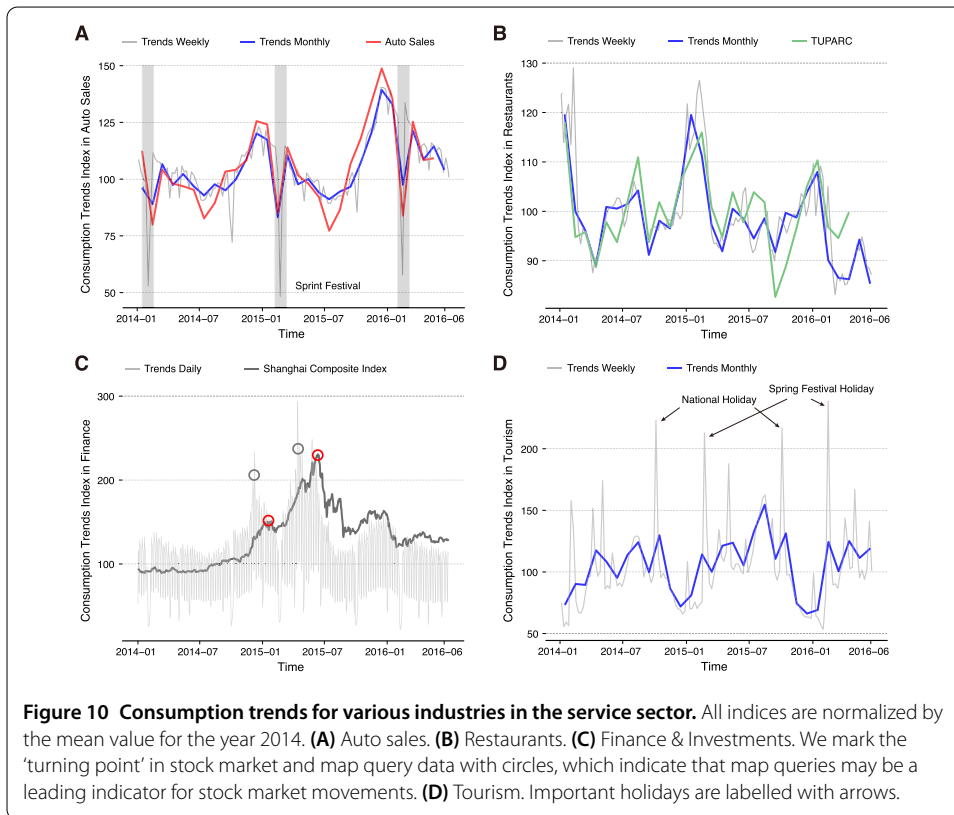 A
Trends Weekly Trends Monthly Auto Sales
Consumption Trends Index in Auto Sales
150
125
100
75
50
Sprint Festival
2014–01 2014–07 2015–01 2015–07 2016–01 2016–06
Time
B
Trends Weekly Trends Monthly TUPARC
Consumption Trends Index in Restaurants
130
120
110
100
90
2014–01 2014–07 2015–01 2015–07 2016–01 2016–06
Time
C
Trends Daily Shanghai Composite Index
Consumption Trends Index in Finance
300
200
100
2014–01 2014–07 2015–01 2015–07 2016–01 2016–06
Time
D
Trends Weekly Trends Monthly
Spring Festival Holiday
National Holiday
Consumption Trends Index in Tourism
200
150
100
50
2014–01 2014–07 2015–01 2015–07 2016–01 2016–06
Time
Figure 10 Consumption trends for various industries in the service sector. All indices are normalized by
the mean value for the year 2014. (A) Auto sales. (B) Restaurants. (C) Finance & Investments. We mark the
‘turning point’ in stock market and map query data with circles, which indicate that map queries may be a
leading indicator for stock market movements. (D) Tourism. Important holidays are labelled with arrows.